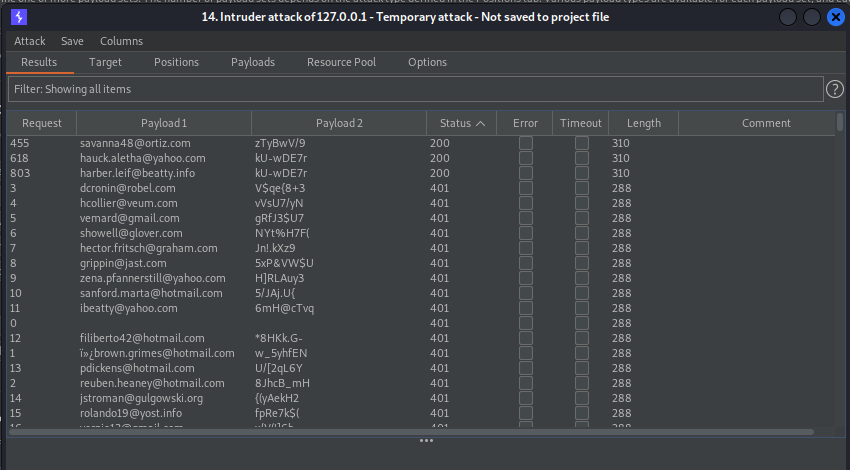 14. Intruder attack of 127.0.0.1 - Temporary attack - Not saved to project file
Attack Save Columns
Results Target Positions Payloads Resource Pool Options
Filter: Showing all items ?
Request Payload 1 Payload 2 Status Error Timeout Length Comment
455 savanna48@ortiz.com zTyBwV/9 200 310
618 hauck.aletha@yahoo.com kU-wDE7r 200 310
803 harber.leif@beatty.info kU-wDE7r 200 310
3 dcronin@robel.com V$qe{8+3 401 288
4 hcollier@veum.com vVsU7/yN 401 288
5 vemard@gmail.com gRfJ3$U7 401 288
6 showell@glover.com NYt%H7F( 401 288
7 hector.fritsch@graham.com Jn!.kXz9 401 288
8 grippin@jast.com 5xP&VW$U 401 288
9 zena.pfannerstill@yahoo.com H]RLAuy3 401 288
10 sanford.marta@hotmail.com 5/JAj.U{ 401 288
11 ibeatty@yahoo.com 6mH@cTvq 401 288
0 401 288
12 filiberto42@hotmail.com *8HKk.G- 401 288
1 ï»¿brown.grimes@hotmail.com w_5yhfEN 401 288
13 pdickens@hotmail.com U/[2qL6Y 401 288
2 reuben.heaney@hotmail.com 8JhcB_mH 401 288
14 jstroman@gulgowski.org {(yAekH2 401 288
15 rolando19@yost.info fpRe7k$( 401 288
401 288